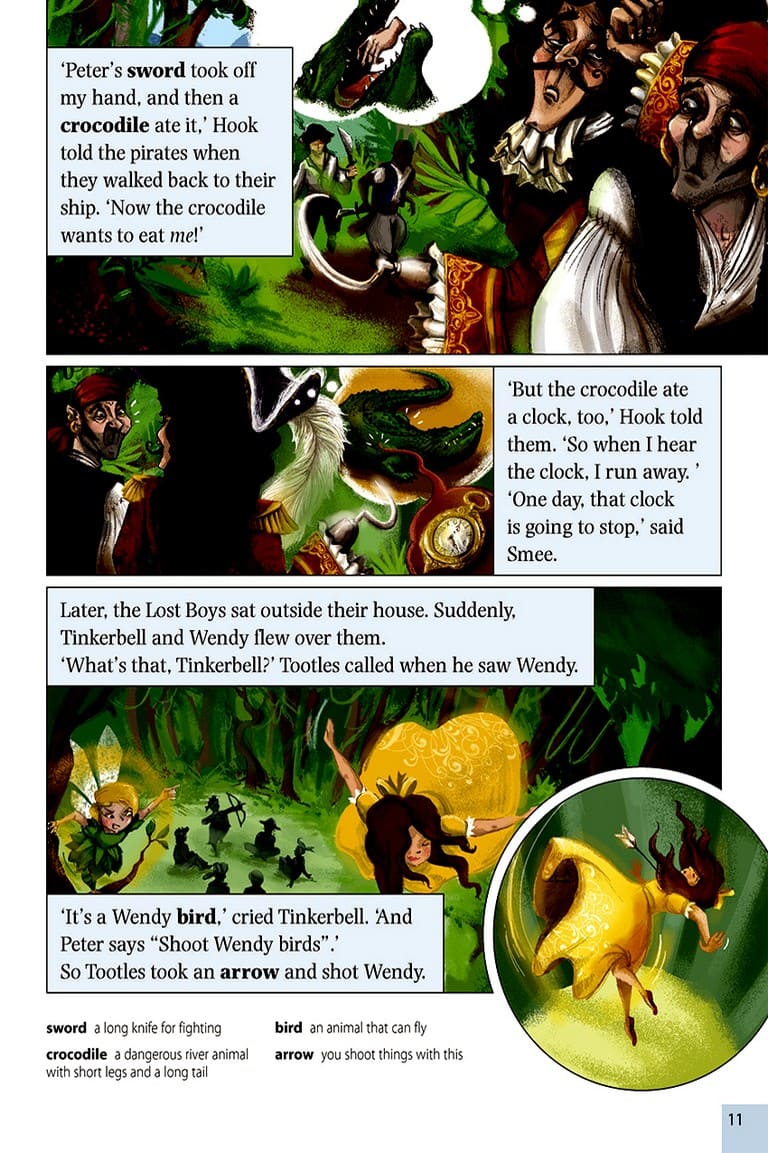 ‘Peter’s sword took off
my hand, and then a
crocodile ate it,’ Hook
told the pirates when
they walked back to their
ship. ‘Now the crocodile
wants to eat me!’
‘But the crocodile ate
a clock, too,’ Hook told
them. ‘So when I hear
the clock, I run away. ’
‘One day, that clock
is going to stop,’ said
Smee.
Later, the Lost Boys sat outside their house. Suddenly,
Tinkerbell and Wendy flew over them.
‘What’s that, Tinkerbell?’ Tootles called when he saw Wendy.
‘It’s a Wendy bird,’ cried Tinkerbell. ‘And
Peter says “Shoot Wendy birds”.’
So Tootles took an arrow and shot Wendy.
sword a long knife for fighting
crocodile a dangerous river animal
with short legs and a long tail
bird an animal that can fly
arrow you shoot things with this
11